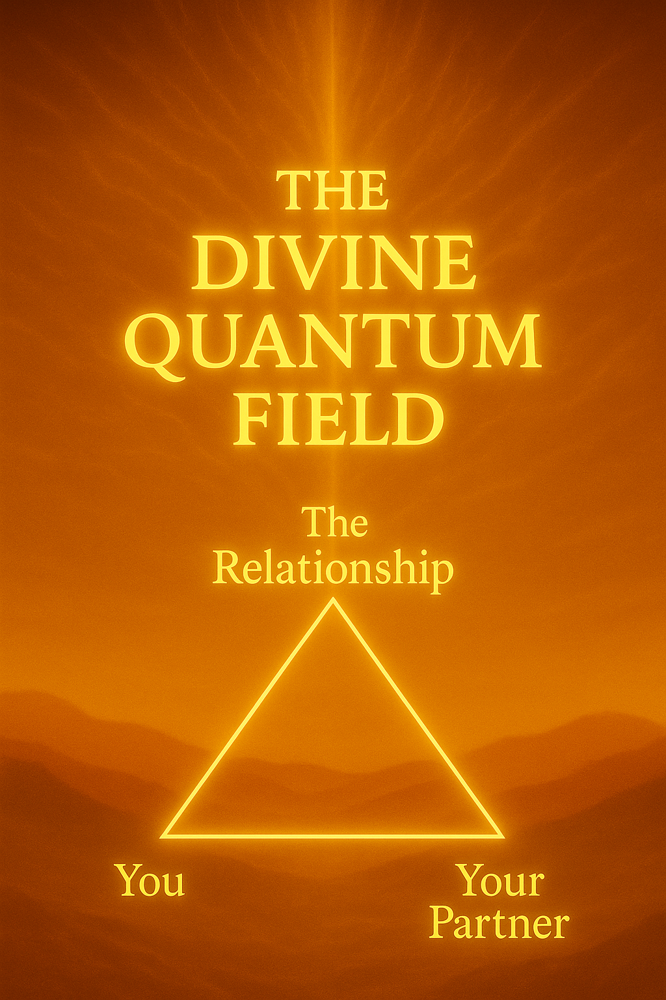 THE
DIVINE
QUANTUM
FIELD
The
Relationship
You
Your
Partner